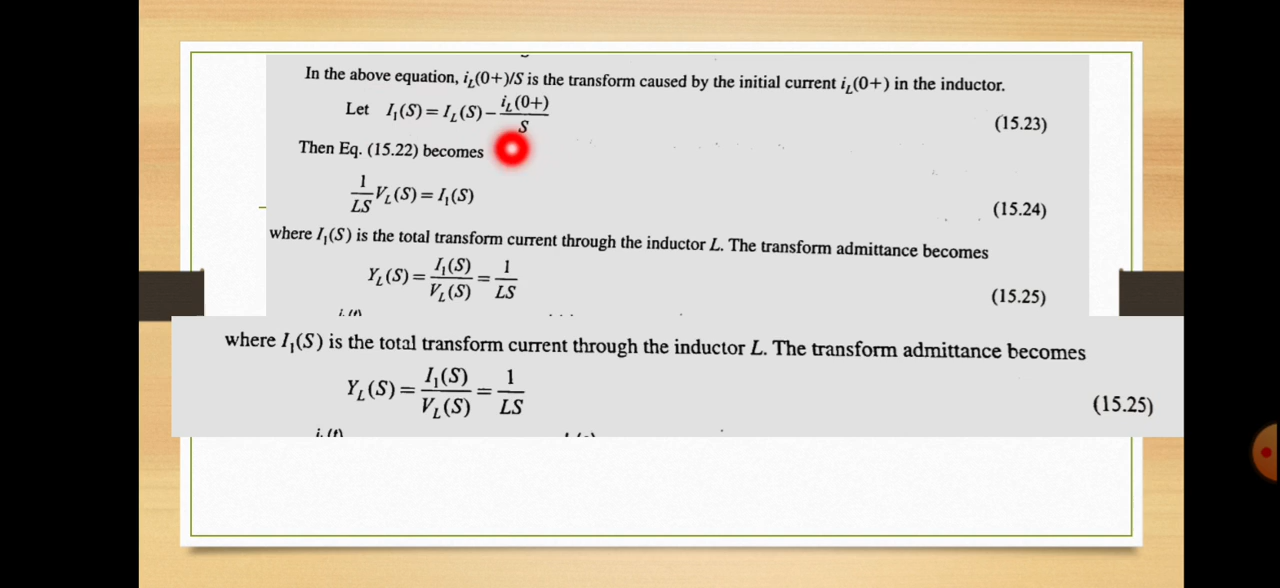 In the above equation, i_L(0+)/S is the transform caused by the initial current i_L(0+) in the inductor.
Let I_1(S) = I_L(S) − i_L(0+)/S (15.23)
Then Eq. (15.22) becomes
1/LS V_L(S) = I_1(S) (15.24)
where I_1(S) is the total transform current through the inductor L. The transform admittance becomes
Y_L(S) = I_1(S)/V_L(S) = 1/LS (15.25)
where I_1(S) is the total transform current through the inductor L. The transform admittance becomes
Y_L(S) = I_1(S)/V_L(S) = 1/LS (15.25)